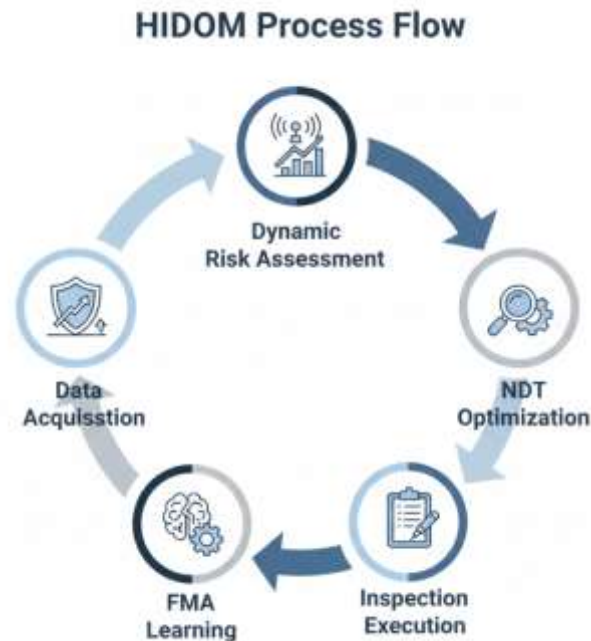 HIDOM Process Flow
Dynamic
Risk Assessment
NDT
Optimization
Inspection
Execution
FMA
Learning
Data
Acquisstion